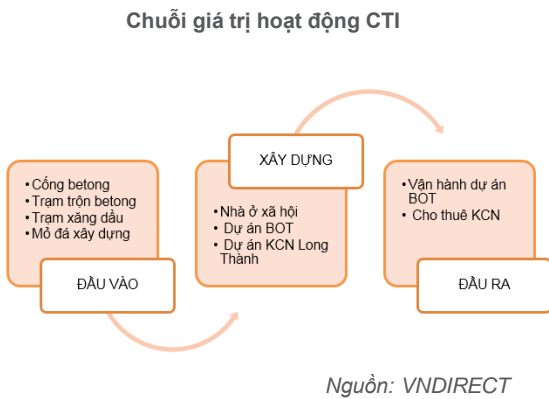 Chuỗi giá trị hoạt động CTI
• Cống betong
• Trạm trộn betong
• Trạm xăng dầu
• Mỏ đá xây dựng
ĐẦU VÀO
XÂY DỰNG
• Nhà ở xã hội
• Dự án BOT
• Dự án KCN Long
Thành
• Vận hành dự án
BOT
• Cho thuê KCN
ĐẦU RA
Nguồn: VNDIRECT